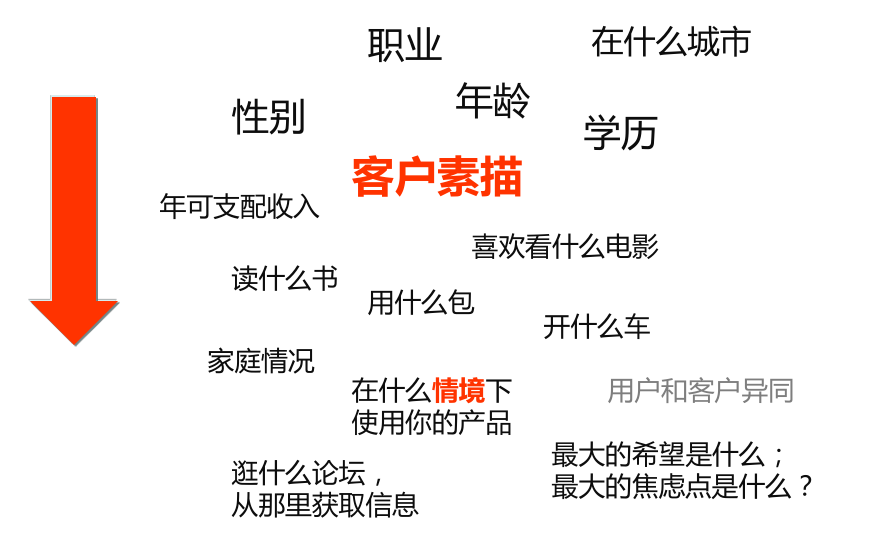 职业
在什么城市
年龄
性别
学历
客户素描
年可支配收入
喜欢看什么电影
读什么书
用什么包
开什么车
家庭情况
在什么情境下
使用你的产品
用户和客户异同
最大的希望是什么；
最大的焦虑点是什么？
逛什么论坛，
从那里获取信息